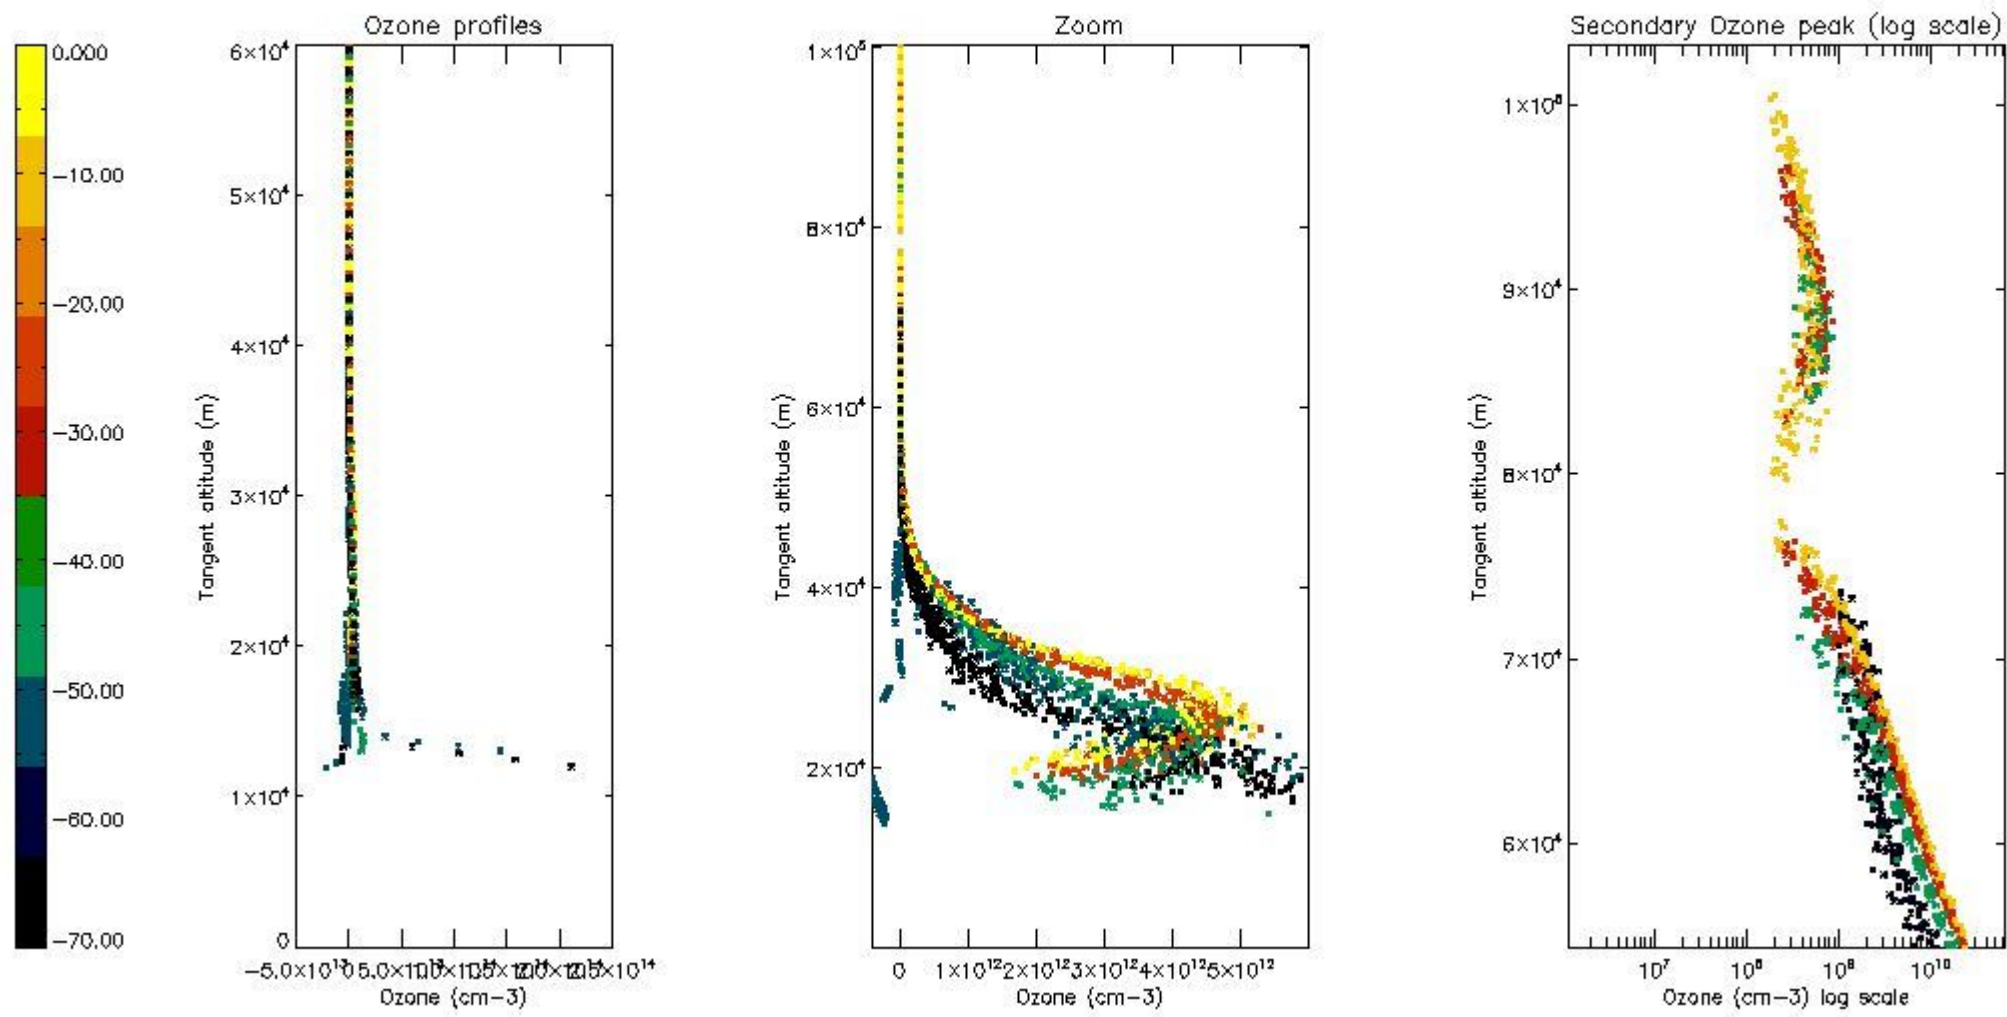 Ozone profiles
Zoom
Secondary Ozone peak (log scale)
0.000
−10.00
−20.00
−30.00
−40.00
−50.00
−60.00
−70.00
6×10⁴
5×10⁴
4×10⁴
3×10⁴
2×10⁴
1×10⁴
0
Tangent altitude (m)
−5.0×10¹³
Ozone (cm−3)
1×10⁵
8×10⁴
6×10⁴
4×10⁴
2×10⁴
Tangent altitude (m)
0 1×10¹² 2×10¹² 3×10¹² 4×10¹² 5×10¹²
Ozone (cm−3)
9×10⁴
8×10⁴
7×10⁴
6×10⁴
Tangent altitude (m)
10⁷ 10⁸ 10⁹ 10¹⁰
Ozone (cm−3) log scale